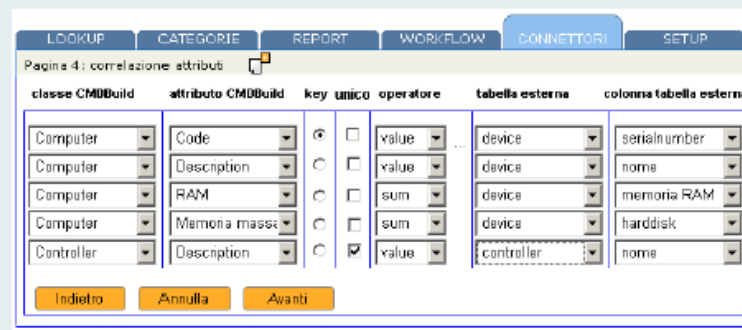 LOOKUP CATEGORIE REPORT WORKFLOW CONNETTORI SETUP
Pagina 4: correlazione attributi
classe CMDBuild attributo CMDBuild key unico operatore tabella esterna colonna tabella esterna
Computer Code value ... device serialnumber
Computer Description value device nome
Computer RAM sum device memoria RAM
Computer Memoria massa sum device harddisk
Controller Description value controller nome
Indietro Annulla Avanti